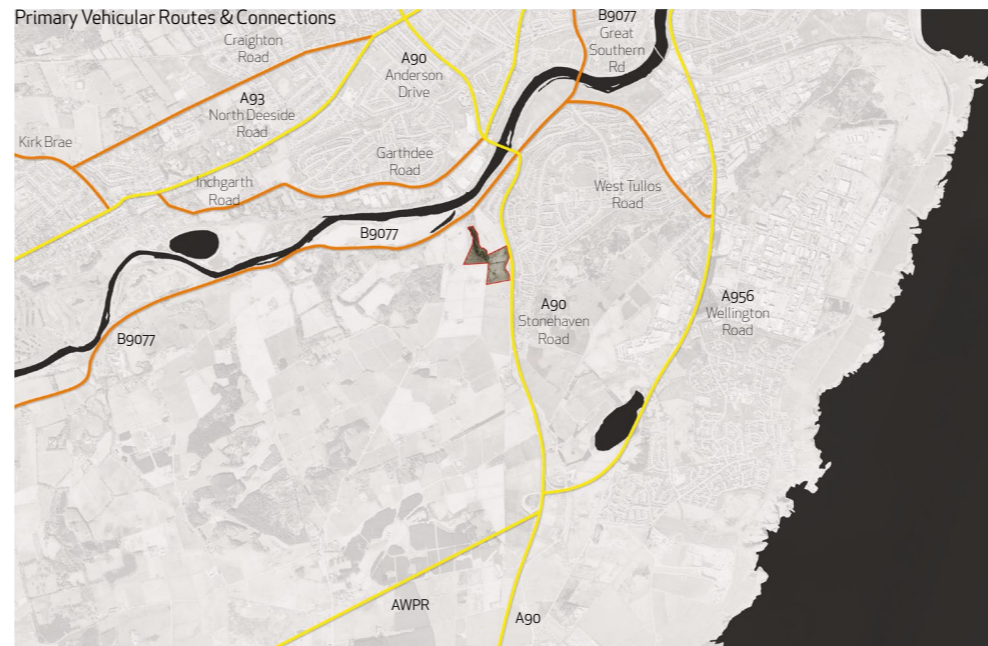 Primary Vehicular Routes & Connections
B9077
Great
Southern
Rd
Craighton
Road
A90
Anderson
Drive
A93
North Deeside
Road
Kirk Brae
Garthdee
Road
Inchgarth
Road
West Tullos
Road
B9077
A90
Stonehaven
Road
A956
Wellington
Road
B9077
AWPR
A90